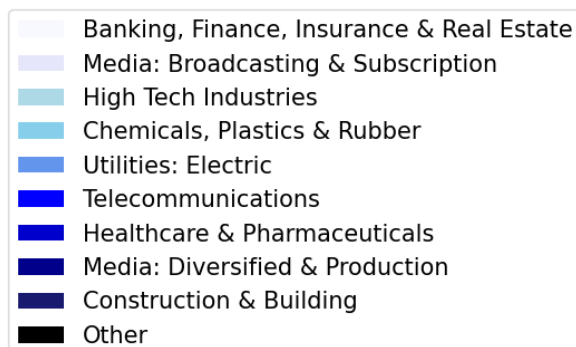 Banking, Finance, Insurance & Real Estate
Media: Broadcasting & Subscription
High Tech Industries
Chemicals, Plastics & Rubber
Utilities: Electric
Telecommunications
Healthcare & Pharmaceuticals
Media: Diversified & Production
Construction & Building
Other